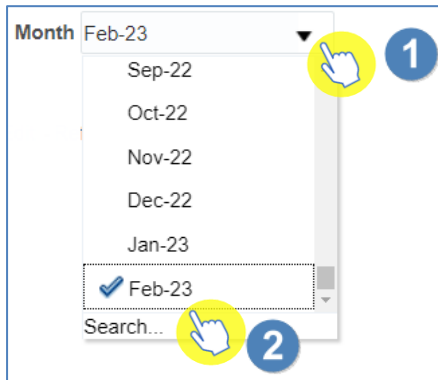 Month Feb-23
1
Sep-22
Oct-22
Nov-22
Dec-22
Jan-23
Feb-23
Search...
2